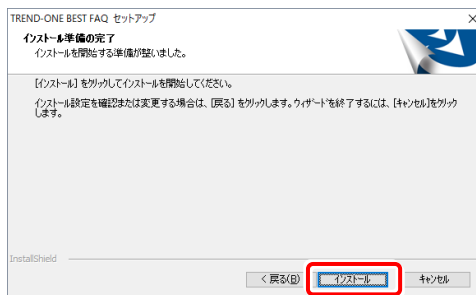 TREND-ONE BEST FAQ セットアップ
インストール準備の完了
インストールを開始する準備が整いました。
[インストール] をクリックしてインストールを開始してください。
インストール設定を確認または変更する場合は、[戻る] をクリックします。ウィザードを終了するには、[キャンセル]をクリック
します。
InstallShield
< 戻る(B)
インストール
キャンセル